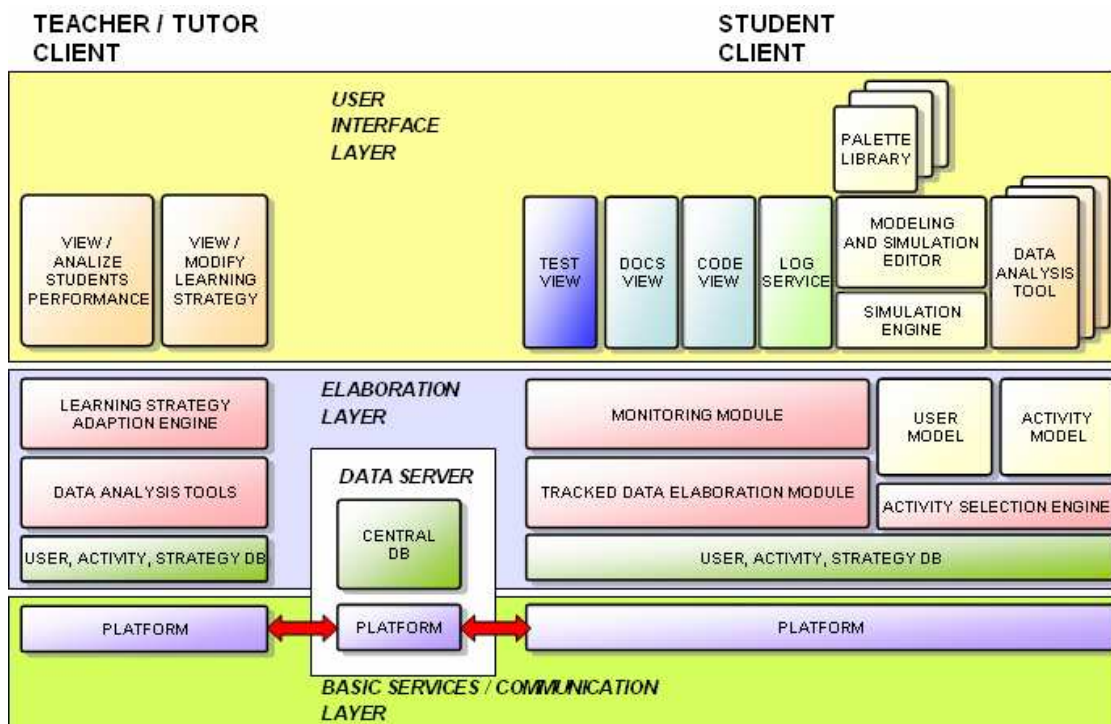 TEACHER / TUTOR
CLIENT
STUDENT
CLIENT
USER
INTERFACE
LAYER
PALETTE
LIBRARY
VIEW /
ANALIZE
STUDENTS
PERFORMANCE
VIEW /
MODIFY
LEARNING
STRATEGY
TEST
VIEW
DOCS
VIEW
CODE
VIEW
LOG
SERVICE
MODELING
AND SIMULATION
EDITOR
SIMULATION
ENGINE
DATA
ANALYSIS
TOOL
ELABORATION
LAYER
LEARNING STRATEGY
ADAPTION ENGINE
DATA ANALYSIS TOOLS
USER, ACTIVITY, STRATEGY DB
DATA SERVER
CENTRAL
DB
MONITORING MODULE
TRACKED DATA ELABORATION MODULE
USER
MODEL
ACTIVITY
MODEL
ACTIVITY SELECTION ENGINE
USER, ACTIVITY, STRATEGY DB
PLATFORM
PLATFORM
PLATFORM
BASIC SERVICES / COMMUNICATION
LAYER